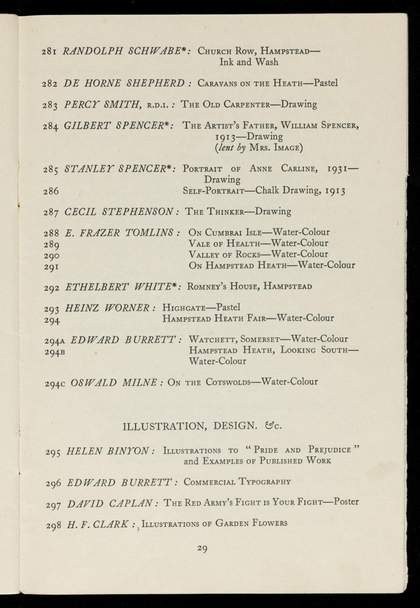 281 RANDOLPH SCHWABE*: CHURCH ROW, HAMPSTEAD—
Ink and Wash
282 DE HORNE SHEPHERD: CARAVANS ON THE HEATH—Pastel
283 PERCY SMITH, R.D.I.: THE OLD CARPENTER—Drawing
284 GILBERT SPENCER*: THE ARTIST'S FATHER, WILLIAM SPENCER,
1913—Drawing
(lent by MRS. IMAGE)
285 STANLEY SPENCER*: PORTRAIT OF ANNE CARLINE, 1931—
Drawing
286 SELF-PORTRAIT—Chalk Drawing, 1913
287 CECIL STEPHENSON: THE THINKER—Drawing
288 E. FRAZER TOMLINS: ON CUMBRAI ISLE—Water-Colour
289 VALE OF HEALTH—Water-Colour
290 VALLEY OF ROCKS—Water-Colour
291 ON HAMPSTEAD HEATH—Water-Colour
292 ETHELBERT WHITE*: ROMNEY'S HOUSE, HAMPSTEAD
293 HEINZ WORNER: HIGHGATE—Pastel
294 HAMPSTEAD HEATH FAIR—Water-Colour
294A EDWARD BURRETT: WATCHETT, SOMERSET—Water-Colour
294B HAMPSTEAD HEATH, LOOKING SOUTH—
Water-Colour
294C OSWALD MILNE: ON THE COTSWOLDS—Water-Colour
ILLUSTRATION, DESIGN. &c.
295 HELEN BINYON: ILLUSTRATIONS TO "PRIDE AND PREJUDICE"
and EXAMPLES OF PUBLISHED WORK
296 EDWARD BURRETT: COMMERCIAL TYPOGRAPHY
297 DAVID CAPLAN: THE RED ARMY'S FIGHT IS YOUR FIGHT—Poster
298 H. F. CLARK: ILLUSTRATIONS OF GARDEN FLOWERS
29